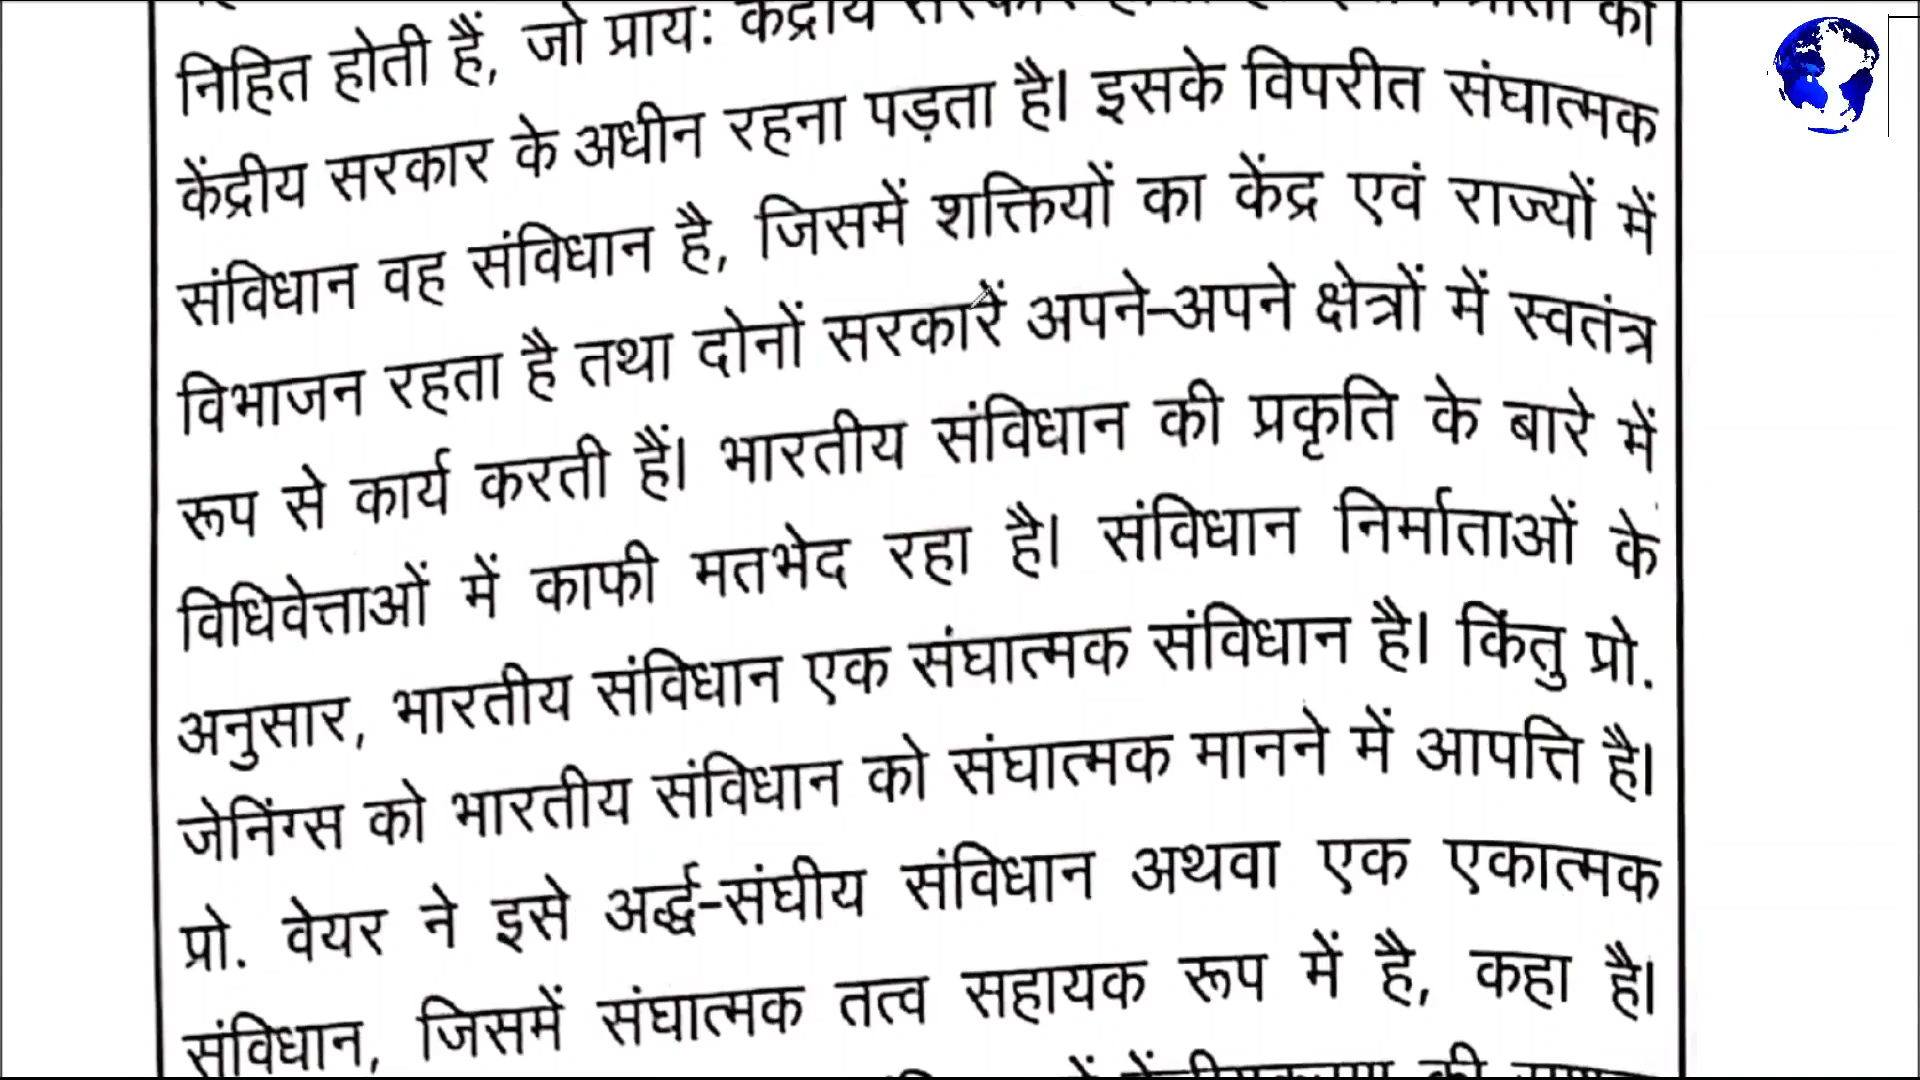 निहित होती हैं, जो प्राय: केंद्रीय सरकार को
केंद्रीय सरकार के अधीन रहना पड़ता है। इसके विपरीत संघात्मक
संविधान वह संविधान है, जिसमें शक्तियों का केंद्र एवं राज्यों में
विभाजन रहता है तथा दोनों सरकारें अपने-अपने क्षेत्रों में स्वतंत्र
रूप से कार्य करती हैं। भारतीय संविधान की प्रकृति के बारे में
विधिवेत्ताओं में काफी मतभेद रहा है। संविधान निर्माताओं के
अनुसार, भारतीय संविधान एक संघात्मक संविधान है। किंतु प्रो.
जेनिंग्स को भारतीय संविधान को संघात्मक मानने में आपत्ति है।
प्रो. वेयर ने इसे अर्द्ध-संघीय संविधान अथवा एक एकात्मक
संविधान, जिसमें संघात्मक तत्व सहायक रूप में है, कहा है।